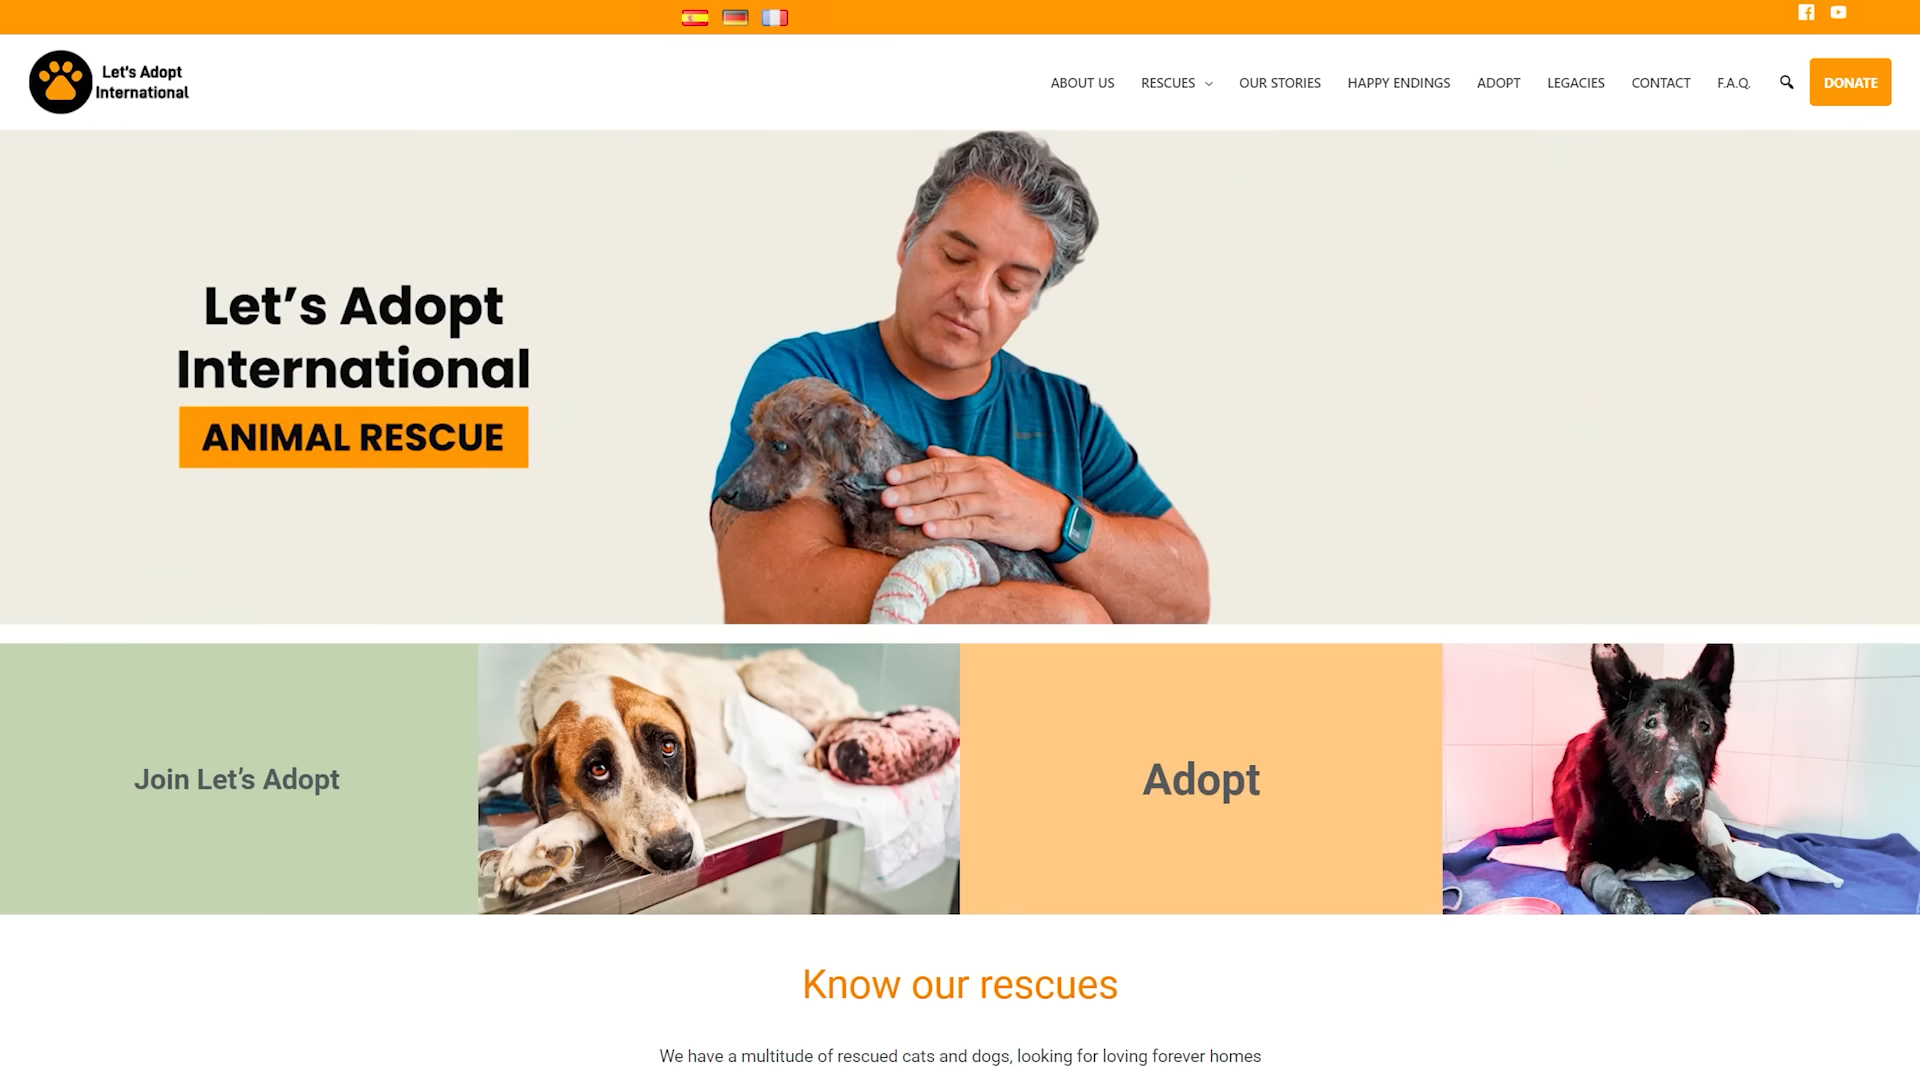 Let's Adopt
International
ABOUT US
RESCUES
OUR STORIES
HAPPY ENDINGS
ADOPT
LEGACIES
CONTACT
F.A.Q.
DONATE
Let’s Adopt
International
ANIMAL RESCUE
Join Let’s Adopt
Adopt
Know our rescues
We have a multitude of rescued cats and dogs, looking for loving forever homes